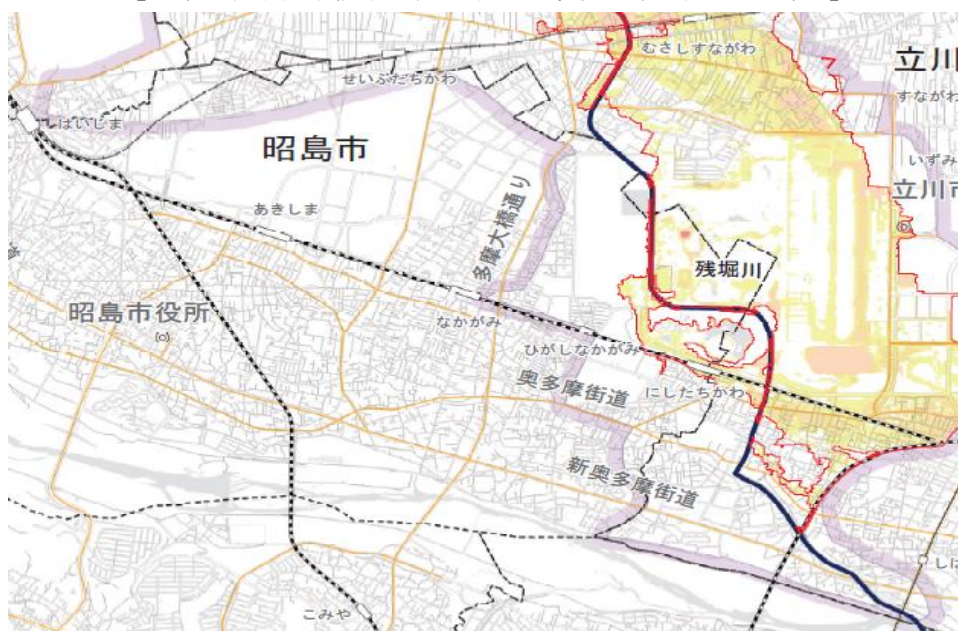 むさしすながわ
立川
せいぶたちかわ
すながわ
はいじま
昭島市
いずみ
立川市
あきしま
多摩大橋通り
残堀川
昭島市役所
なかがみ
ひがしなかがみ
奥多摩街道
にしたちかわ
新奥多摩街道
こみや